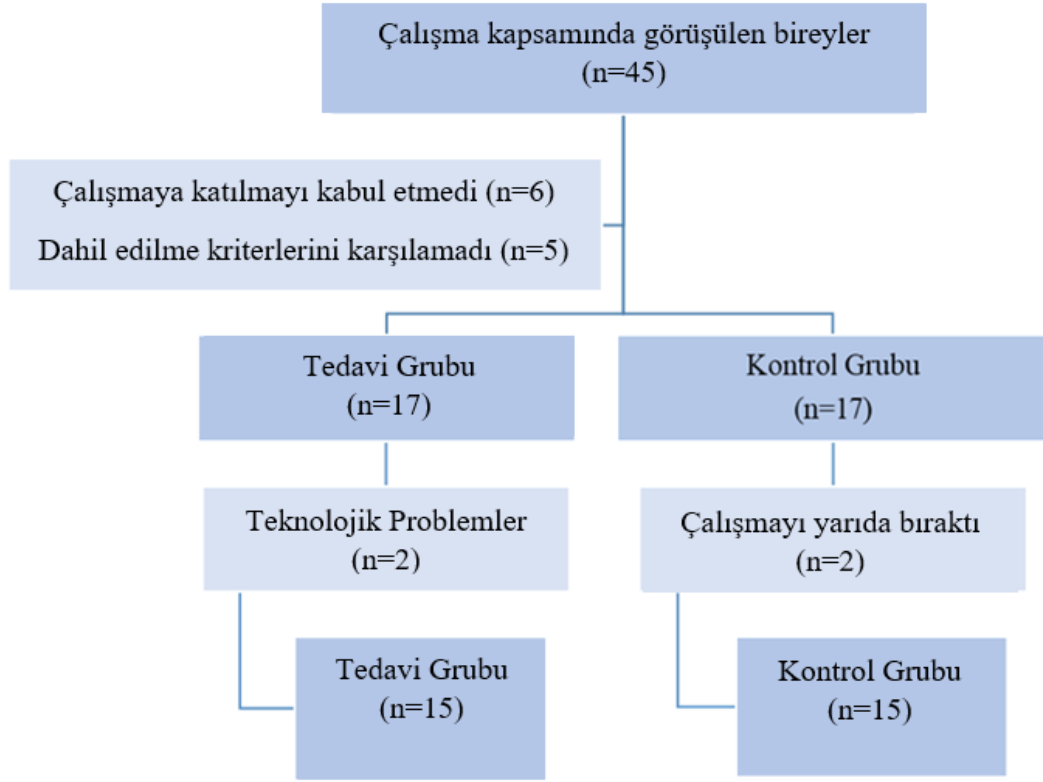 Çalışma kapsamında görüşülen bireyler
(n=45)
Çalışmaya katılmayı kabul etmedi (n=6)
Dahil edilme kriterlerini karşılamadı (n=5)
Tedavi Grubu
(n=17)
Kontrol Grubu
(n=17)
Teknolojik Problemler
(n=2)
Çalışmayı yarıda bıraktı
(n=2)
Tedavi Grubu
(n=15)
Kontrol Grubu
(n=15)